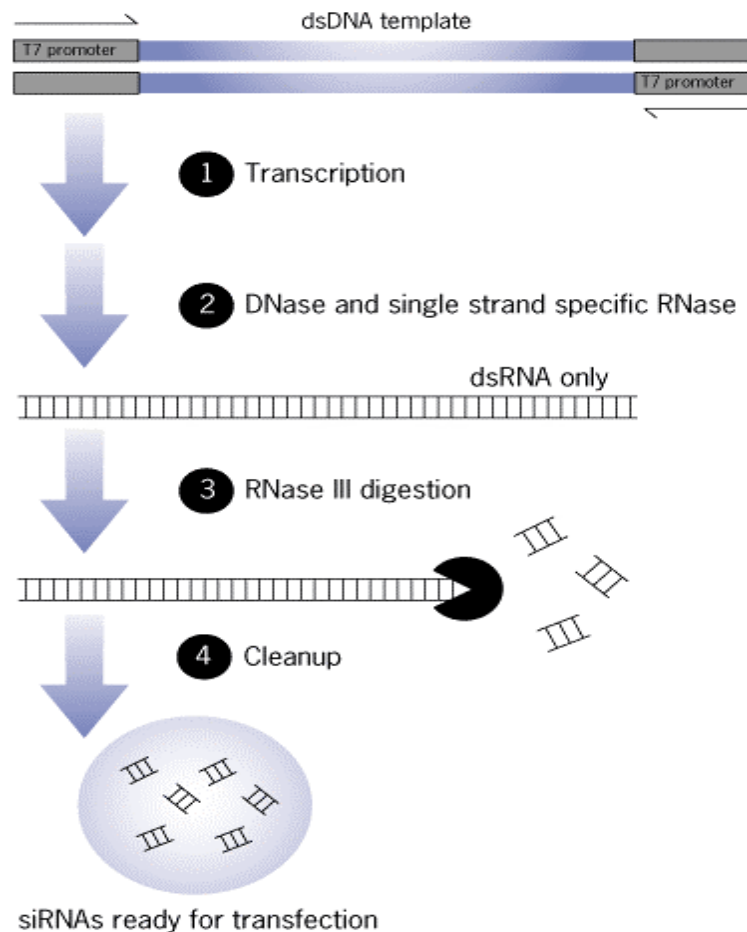 dsDNA template
T7 promoter
T7 promoter
1 Transcription
2 DNase and single strand specific RNase
dsRNA only
3 RNase III digestion
4 Cleanup
siRNAs ready for transfection